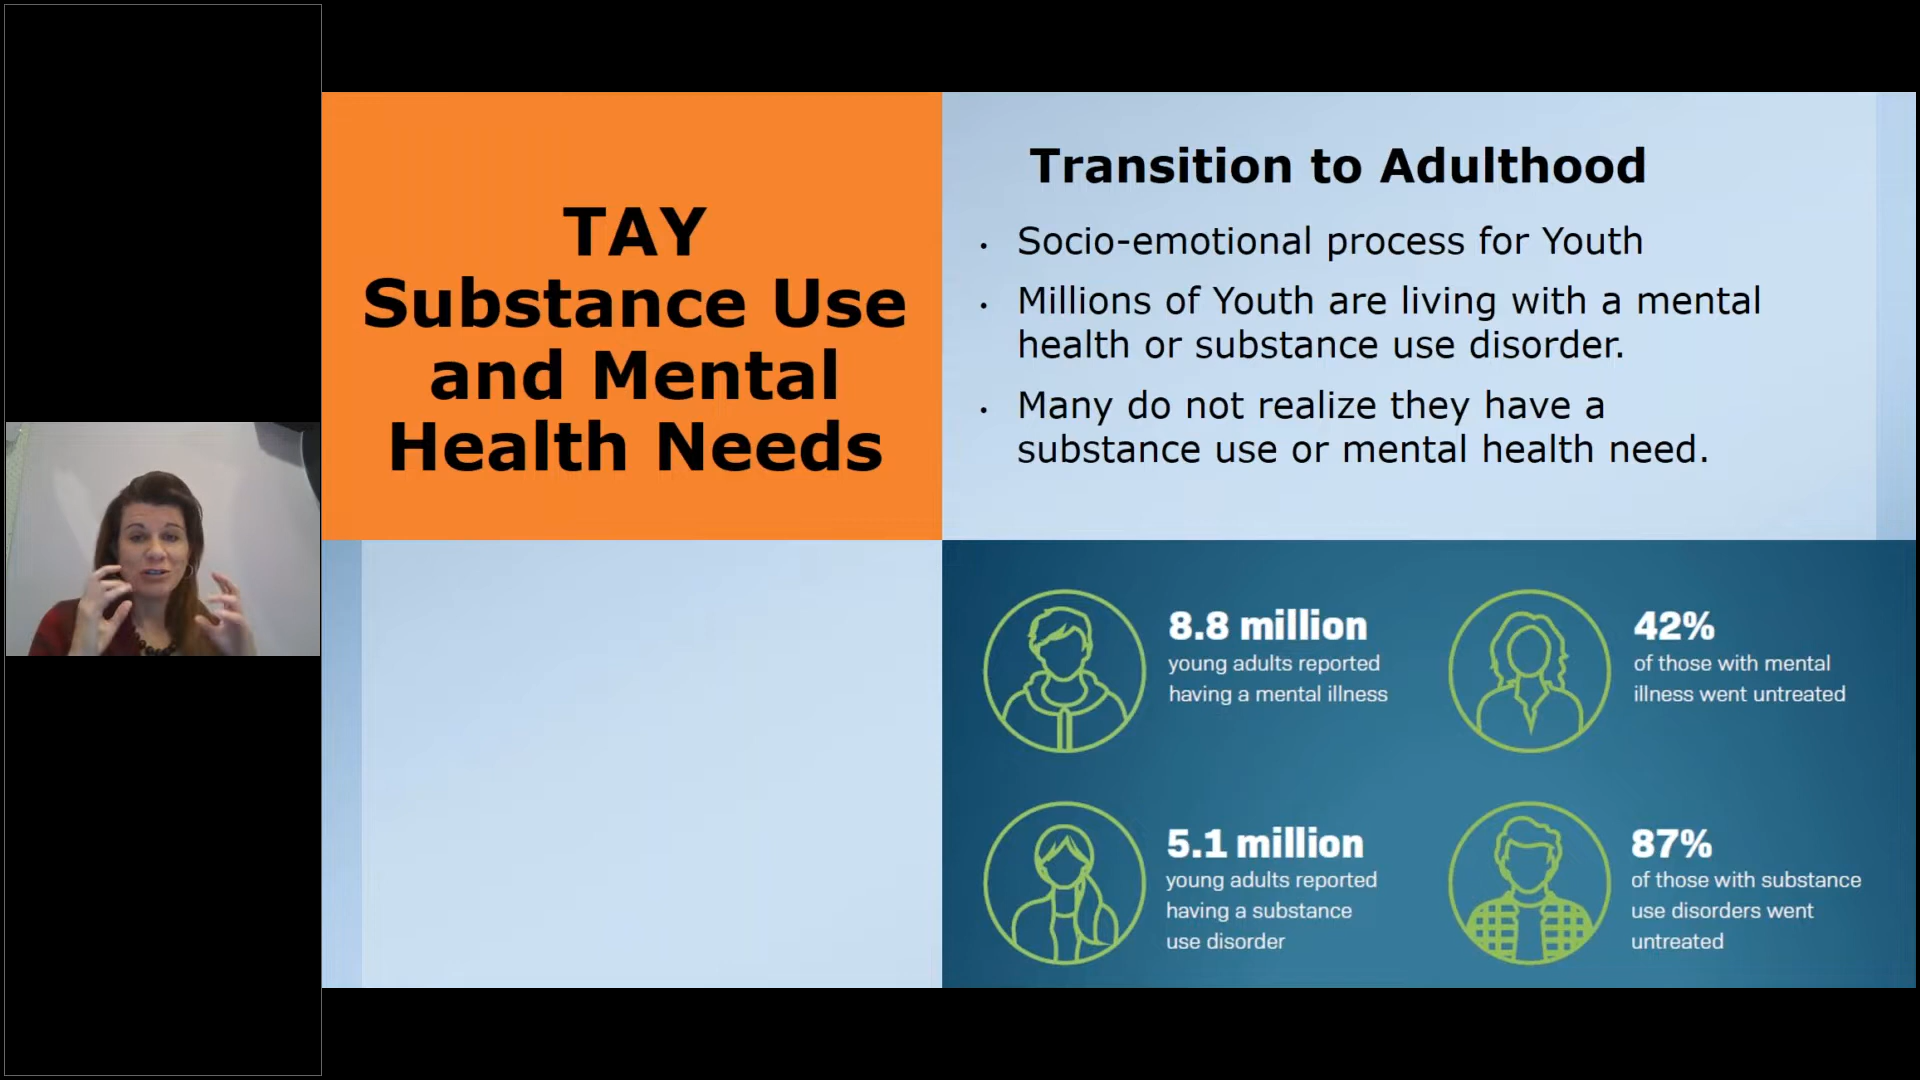 TAY
Substance Use
and Mental
Health Needs
Transition to Adulthood
• Socio-emotional process for Youth
• Millions of Youth are living with a mental
health or substance use disorder.
• Many do not realize they have a
substance use or mental health need.
8.8 million
young adults reported
having a mental illness
42%
of those with mental
illness went untreated
5.1 million
young adults reported
having a substance
use disorder
87%
of those with substance
use disorders went
untreated